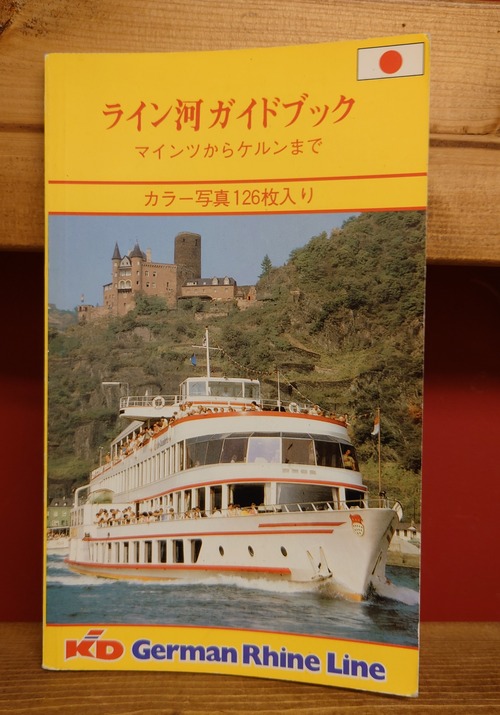 ライン河ガイドブック
マインツからケルンまで
カラー写真126枚入り
KD German Rhine Line